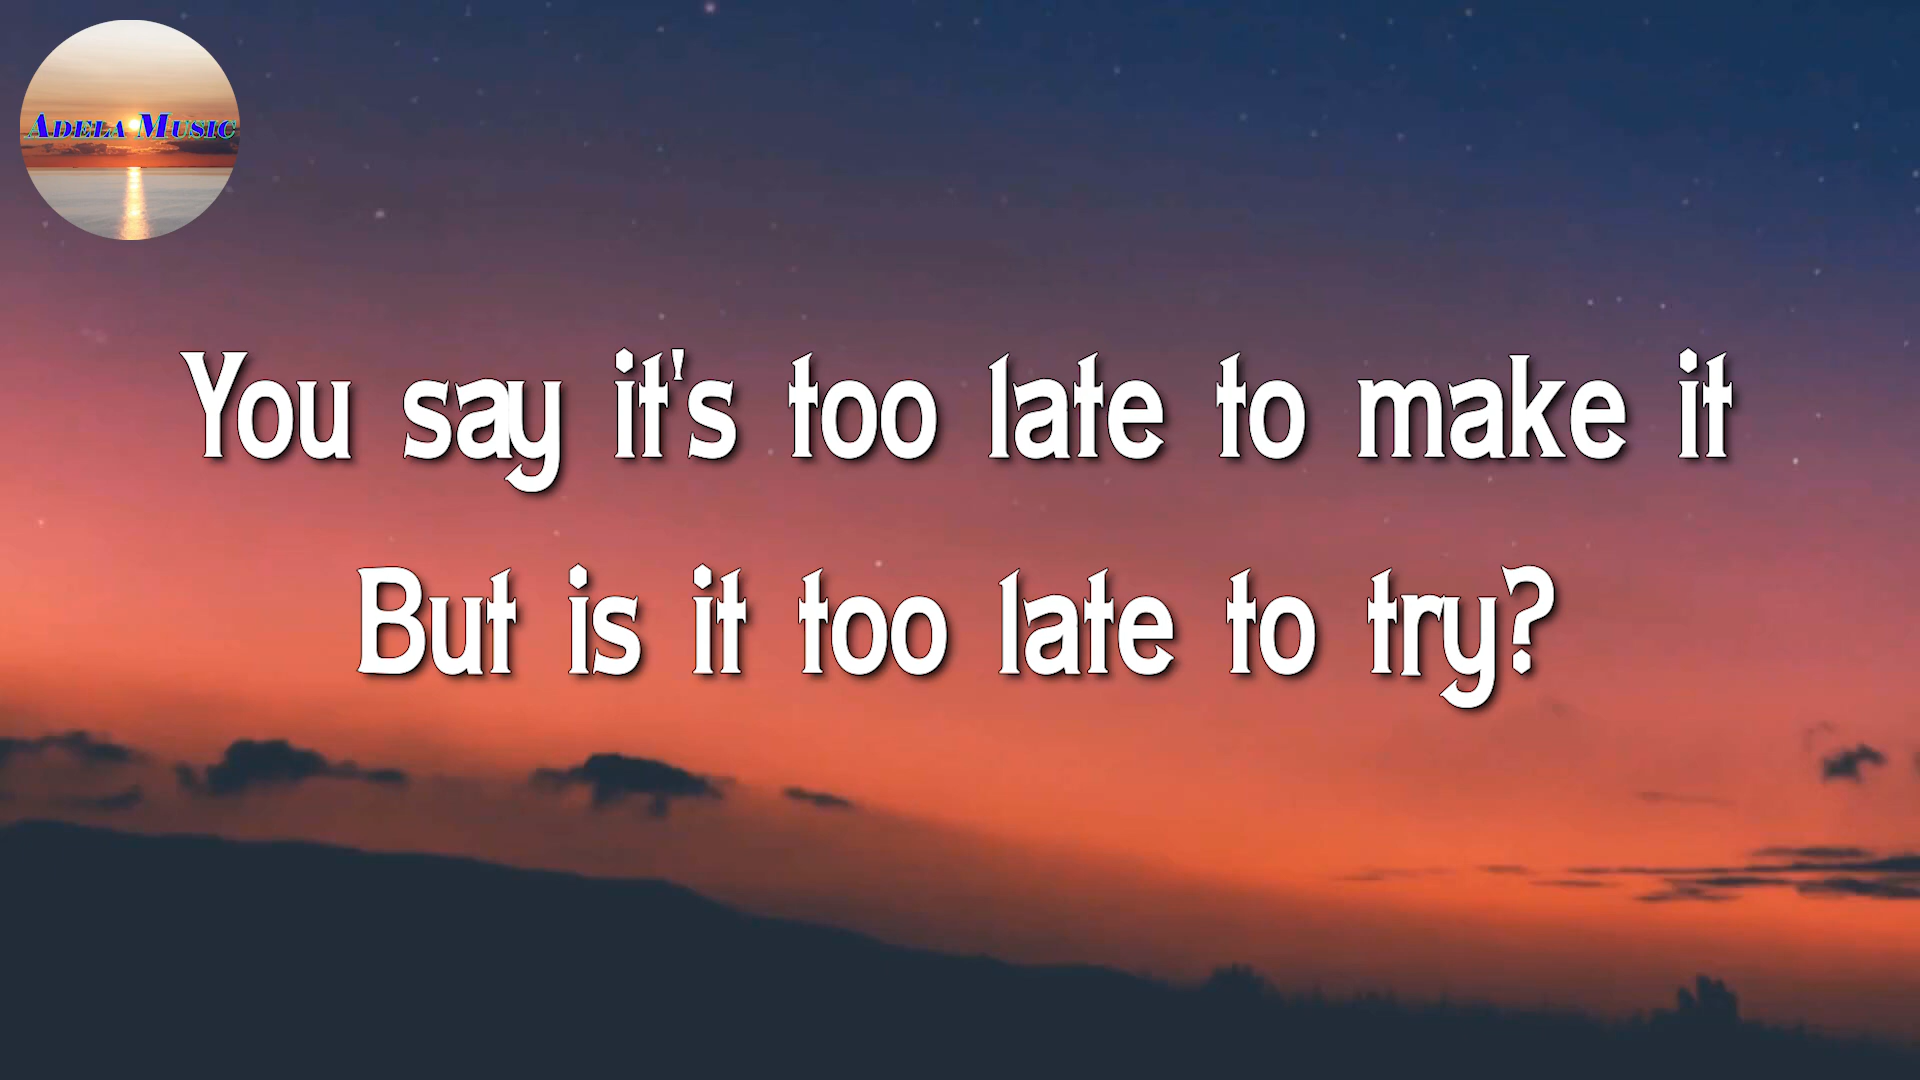 Adela Music
You say it's too late to make it
But is it too late to try?